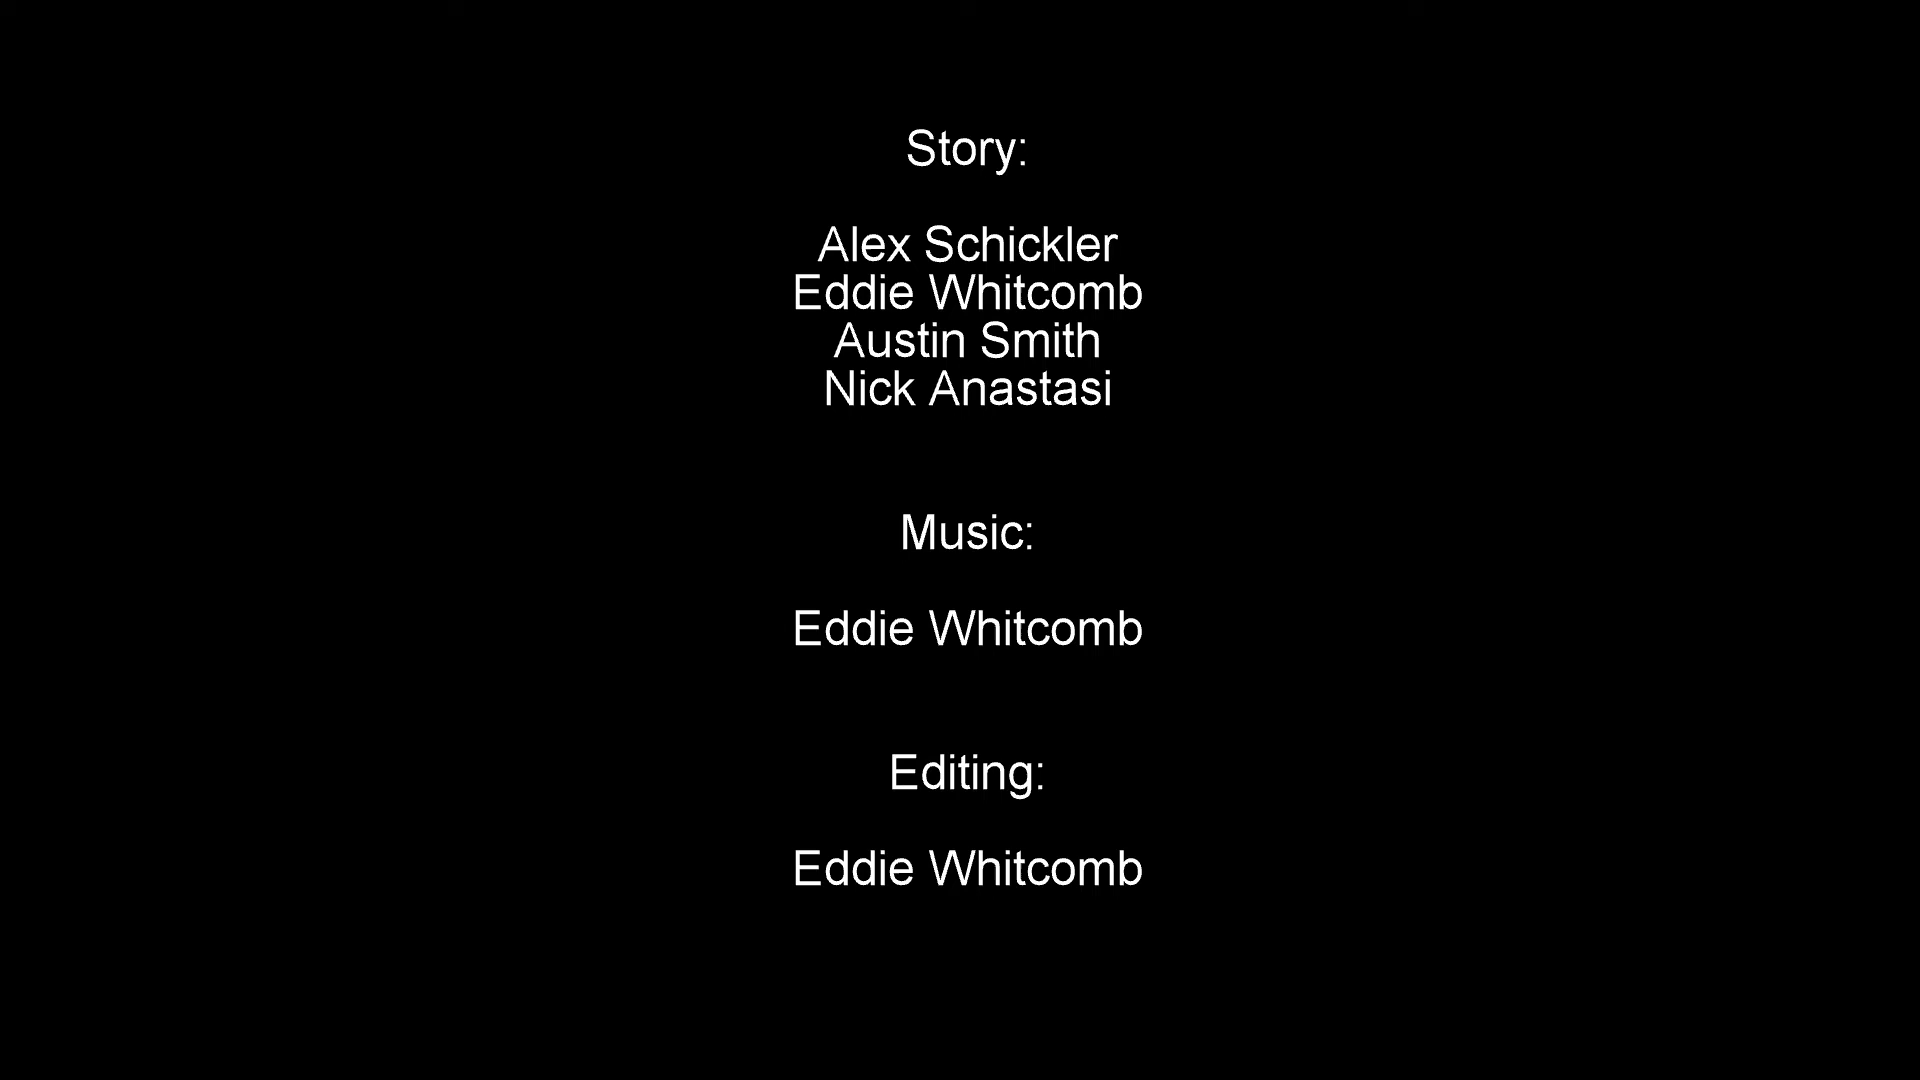 Story:
Alex Schickler
Eddie Whitcomb
Austin Smith
Nick Anastasi
Music:
Eddie Whitcomb
Editing:
Eddie Whitcomb